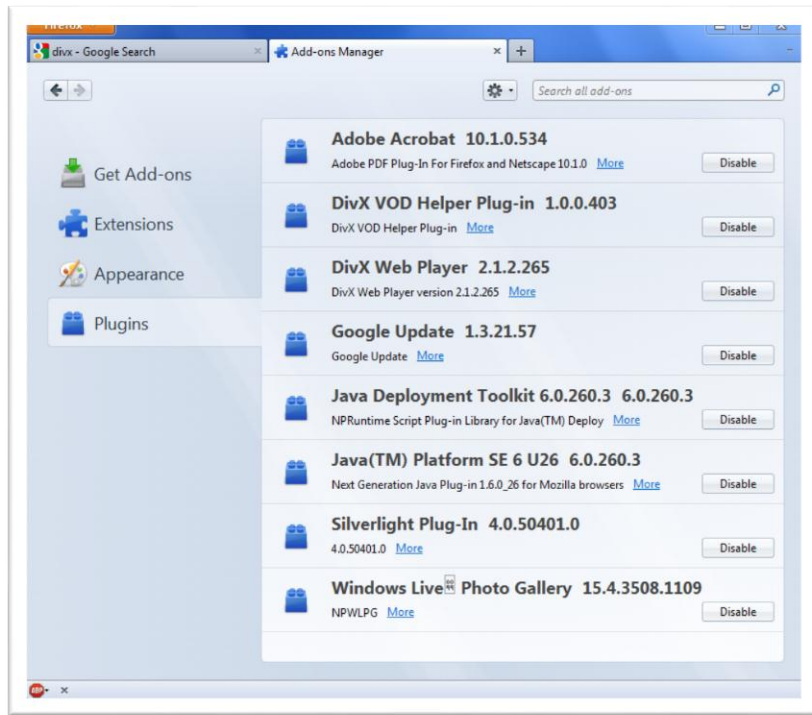 Firefox
divx - Google Search
Add-ons Manager
Search all add-ons
Get Add-ons
Extensions
Appearance
Plugins
Adobe Acrobat 10.1.0.534
Adobe PDF Plug-In For Firefox and Netscape 10.1.0 More
Disable
DivX VOD Helper Plug-in 1.0.0.403
DivX VOD Helper Plug-in More
Disable
DivX Web Player 2.1.2.265
DivX Web Player version 2.1.2.265 More
Disable
Google Update 1.3.21.57
Google Update More
Disable
Java Deployment Toolkit 6.0.260.3 6.0.260.3
NPRuntime Script Plug-in Library for Java(TM) Deploy More
Disable
Java(TM) Platform SE 6 U26 6.0.260.3
Next Generation Java Plug-in 1.6.0_26 for Mozilla browsers More
Disable
Silverlight Plug-In 4.0.50401.0
4.0.50401.0 More
Disable
Windows Live Photo Gallery 15.4.3508.1109
NPWLPG More
Disable
ABP